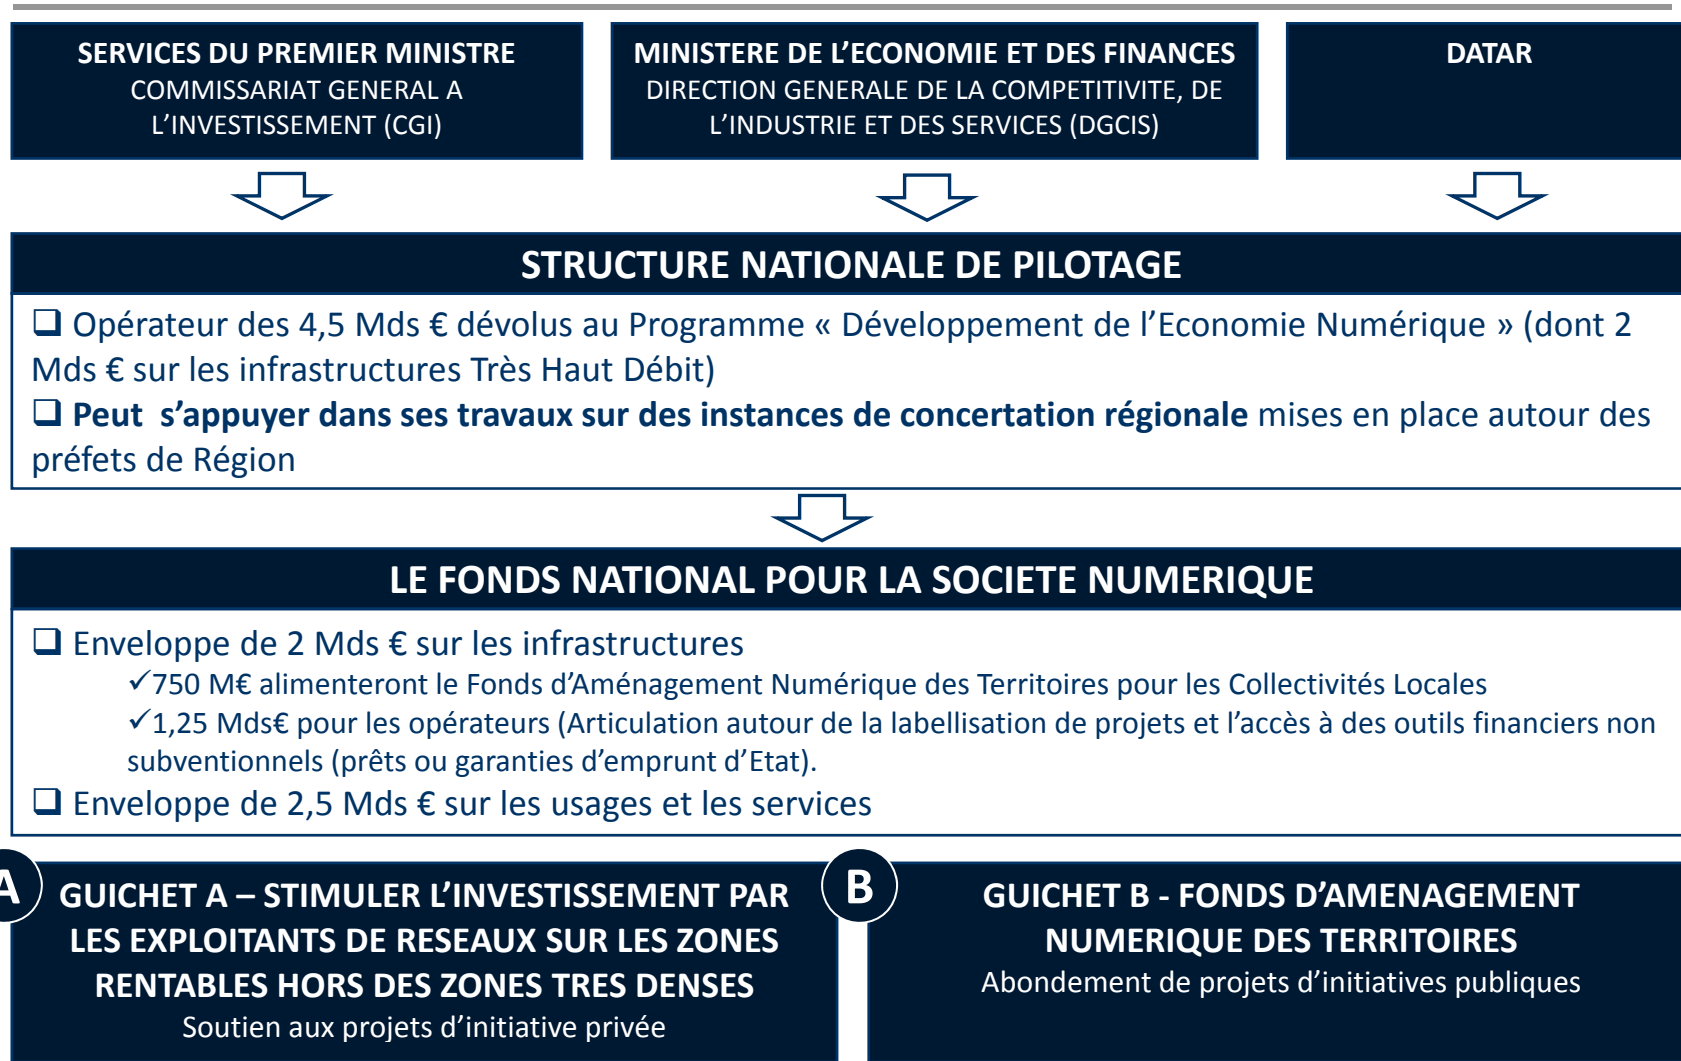 SERVICES DU PREMIER MINISTRE
COMMISSARIAT GENERAL A
L’INVESTISSEMENT (CGI)
MINISTERE DE L’ECONOMIE ET DES FINANCES
DIRECTION GENERALE DE LA COMPETITIVITE, DE
L’INDUSTRIE ET DES SERVICES (DGCIS)
DATAR
STRUCTURE NATIONALE DE PILOTAGE
❑ Opérateur des 4,5 Mds € dévolus au Programme « Développement de l’Economie Numérique » (dont 2
Mds € sur les infrastructures Très Haut Débit)
❑ Peut s’appuyer dans ses travaux sur des instances de concertation régionale mises en place autour des
préfets de Région
LE FONDS NATIONAL POUR LA SOCIETE NUMERIQUE
❑ Enveloppe de 2 Mds € sur les infrastructures
✓750 M€ alimenteront le Fonds d’Aménagement Numérique des Territoires pour les Collectivités Locales
✓1,25 Mds€ pour les opérateurs (Articulation autour de la labellisation de projets et l’accès à des outils financiers non
subventionnels (prêts ou garanties d’emprunt d’Etat).
❑ Enveloppe de 2,5 Mds € sur les usages et les services
A
GUICHET A – STIMULER L’INVESTISSEMENT PAR
LES EXPLOITANTS DE RESEAUX SUR LES ZONES
RENTABLES HORS DES ZONES TRES DENSES
Soutien aux projets d’initiative privée
B
GUICHET B - FONDS D’AMENAGEMENT
NUMERIQUE DES TERRITOIRES
Abondement de projets d’initiatives publiques